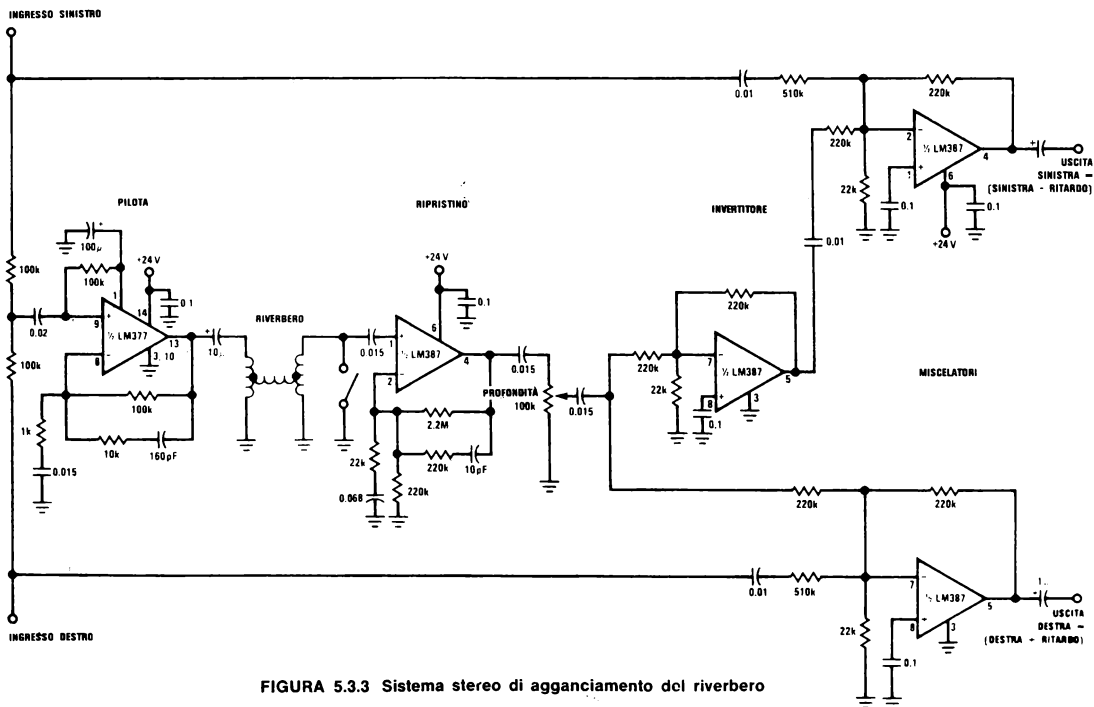 INGRESSO SINISTRO
0.01
510k
220k
220k
2
½ LM387
4
+
USCITA
SINISTRA =
(SINISTRA - RITARDO)
1
6
22k
0.1
0.1
+24 V
PILOTA
RIPRISTINO
INVERTITORE
100µ
+24 V
+24 V
0.01
100k
100k
1
14
0.1
0.1
0.02
9
½ LM377
13
8
3, 10
10µ
RIVERBERO
0.015
1
½ LM387
6
4
2
0.015
PROFONDITÀ
100k
0.015
220k
220k
7
½ LM387
5
8
3
22k
0.1
MISCELATORI
100k
100k
10k
160pF
1k
0.015
2.2M
22k
220k
10pF
0.068
220k
220k
220k
0.01
510k
7
½ LM387
5
8
3
22k
0.1
USCITA
DESTRA =
(DESTRA + RITARDO)
INGRESSO DESTRO
FIGURA 5.3.3 Sistema stereo di agganciamento del riverbero